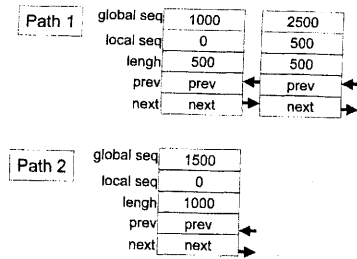 Path 1
global seq 1000 2500
local seq 0 500
lengh 500 500
prev prev prev
next next next
Path 2
global seq 1500
local seq 0
lengh 1000
prev prev
next next